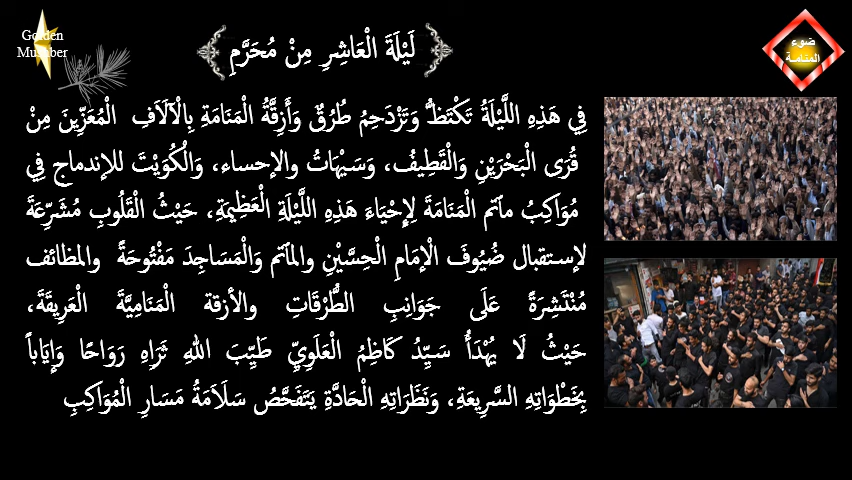 Golden
Number
لَيْلَةَ الْعَاشِرِ مِنْ مُحَرَّمِ
ضوء
المنامة
فِي هَذِهِ اللَّيْلَةُ تَكْتَظُّ وَتَزْدَحِمُ طُرُقٌ وَأَزِقَّةُ الْمَنَامَةِ بِالْآلَافِ الْمُعَزِّينَ مِنْ
قُرَى الْبَحْرَيْنِ وَالْقَطِيفُ، وَسَيْهَاتُ والإحساء، وَالْكُوَيْتَ للإندماج فِي
مُوَاكِبُ مآتم الْمَنَامَةَ لِإِحْيَاءَ هَذِهِ اللَّيْلَةِ الْعَظِيمَةِ، حَيْثُ الْقُلُوبِ مُشَرِّعَةَ
لإستقبال ضُيُوفَ الْإمَامِ الْحِسَّيْنِ والمآتم وَالْمَسَاجِدَ مَفْتُوحَةً والمظائف
مُنْتَشِرَةً عَلَى جَوَانِبِ الطُّرْقَاتِ والأزقة الْمَنَامِيَّةَ الْعَرِيقَةَ،
حَيْثُ لَا يَهْدَأُ سَيِّدُ كَاظِمُ الْعَلَوِيِّ طَيِّبَ اللهِ ثَرَاهِ رَوَاحًا وَإِيَاباً
بِخَطْوَاتِهِ السَّرِيعَةِ، وَنَظَرَاتِهِ الْحَادَّةِ يَتَفَحَّصُ سَلَامَةُ مَسَارِ الْمُوَاكِبِ